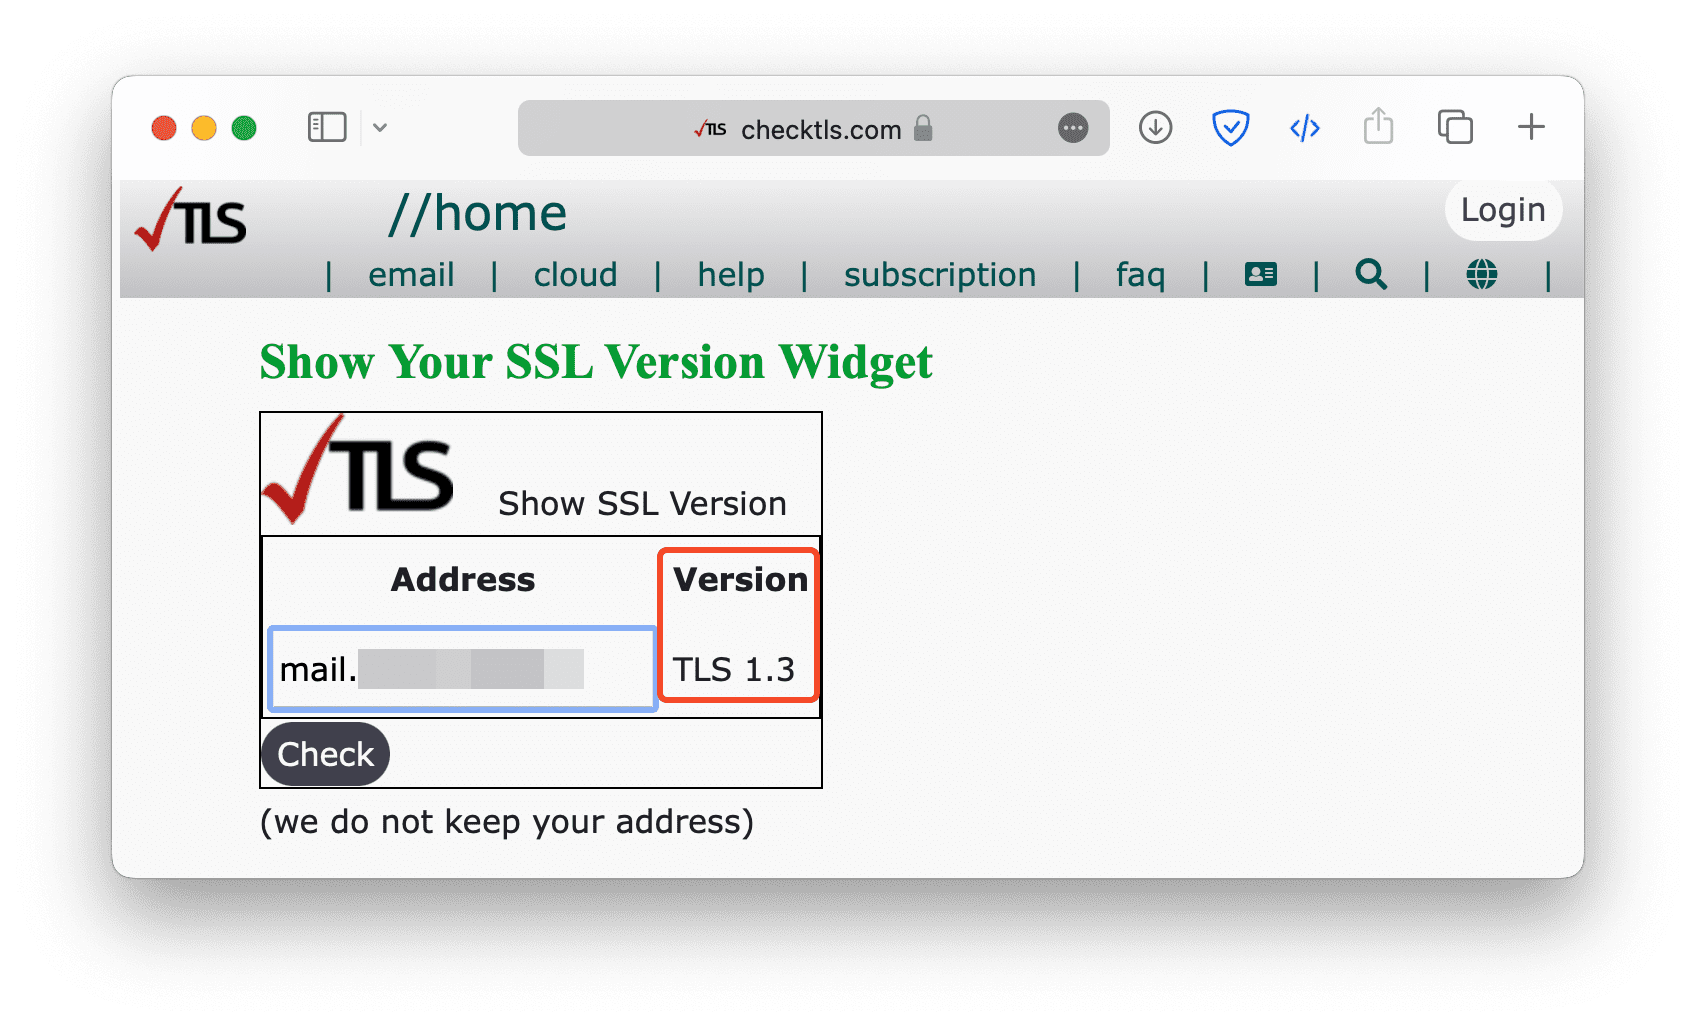 TLS checktls.com
TLS //home Login
| email | cloud | help | subscription | faq | | | |
Show Your SSL Version Widget
TLS Show SSL Version
Address Version
mail. TLS 1.3
Check
(we do not keep your address)